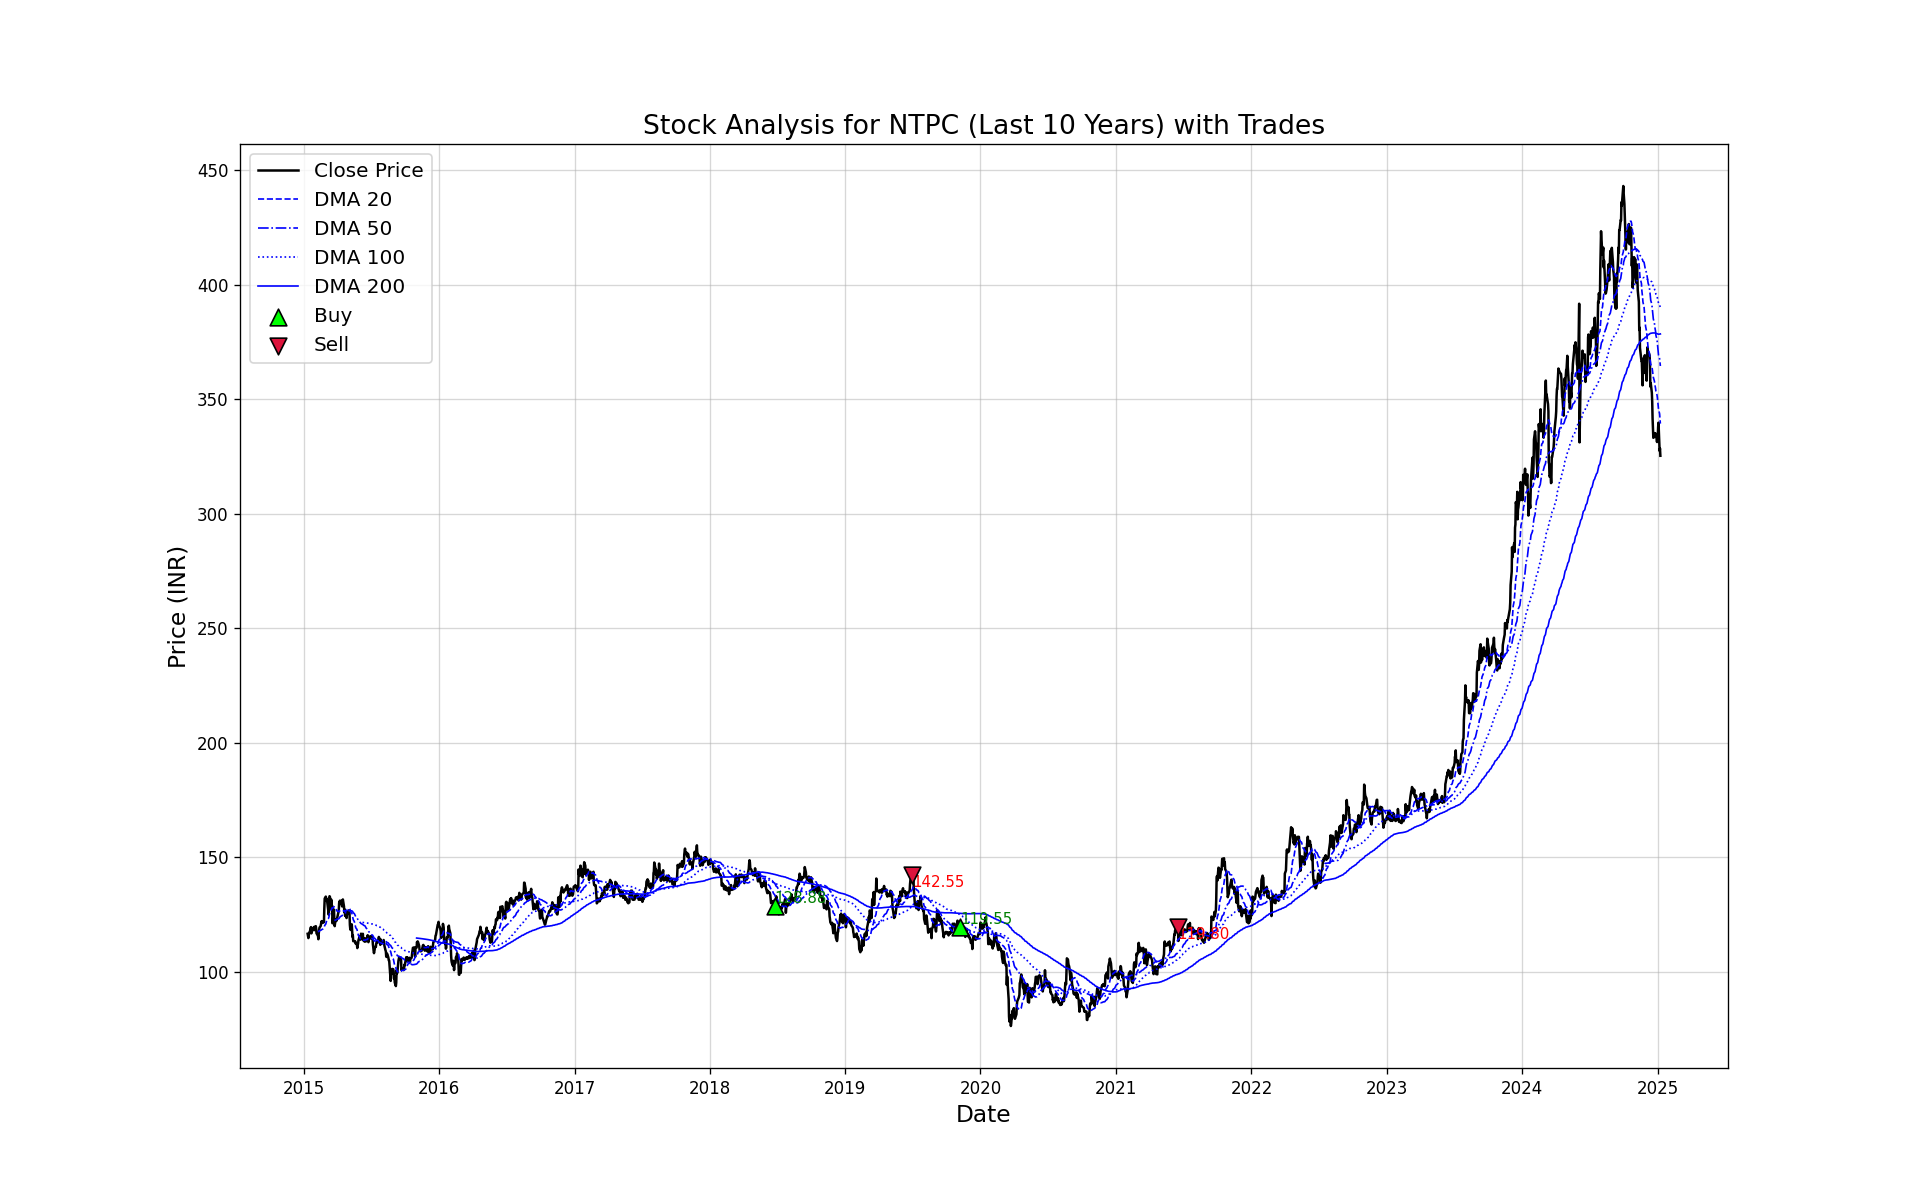 Stock Analysis for NTPC (Last 10 Years) with Trades
Close Price
DMA 20
DMA 50
DMA 100
DMA 200
Buy
Sell
450
400
350
300
250
200
150
100
Price (INR)
142.55
119.55
2015
2016
2017
2018
2019
2020
2021
2022
2023
2024
2025
Date